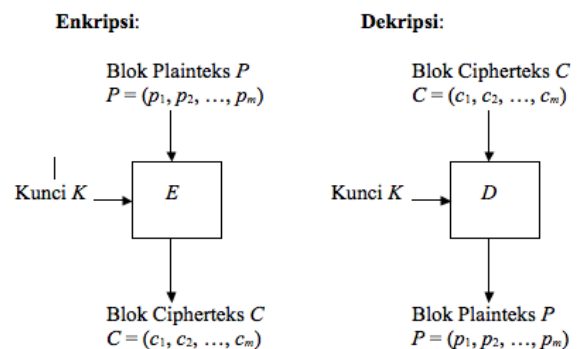 Enkripsi:
Blok Plainteks P
P = (p1, p2, …, pm)
Kunci K
E
Blok Cipherteks C
C = (c1, c2, …, cm)
Dekripsi:
Blok Cipherteks C
C = (c1, c2, …, cm)
Kunci K
D
Blok Plainteks P
P = (p1, p2, …, pm)